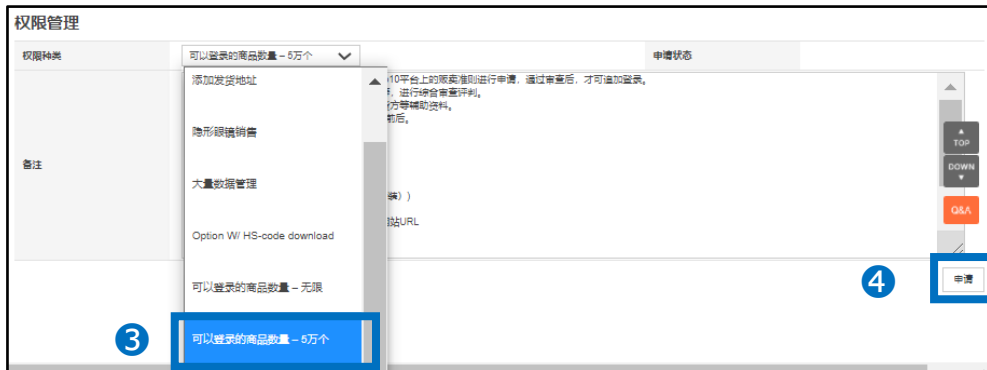 权限管理
权限种类
可以登录的商品数量 – 5万个
申请状态
添加发货地址
隐形眼镜销售
大量数据管理
Option W/ HS-code download
可以登录的商品数量 – 无限
可以登录的商品数量 – 5万个
备注
10平台上的贩卖准则进行申请，通过审查后，才可追加登录。
，进行综合审查评判。
方等辅助资料。
前后。
装））
站URL
TOP
DOWN
Q&A
3
4
申请